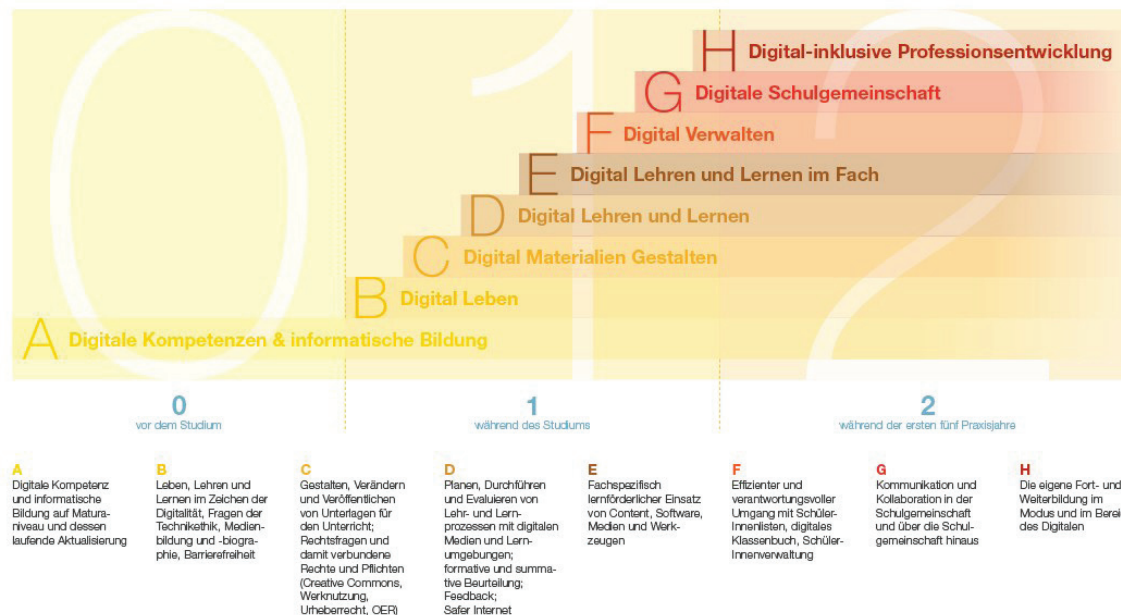 0 1 2
H Digital-inklusive Professionsentwicklung
G Digitale Schulgemeinschaft
F Digital Verwalten
E Digital Lehren und Lernen im Fach
D Digital Lehren und Lernen
C Digital Materialien Gestalten
B Digital Leben
A Digitale Kompetenzen & informatische Bildung
0
vor dem Studium
1
während des Studiums
2
während der ersten fünf Praxisjahre
A
Digitale Kompetenz
und informatische
Bildung auf Matura-
niveau und dessen
laufende Aktualisierung
B
Leben, Lehren und
Lernen im Zeichen der
Digitalität, Fragen der
Technikethik, Medien-
bildung und -biogra-
phie, Barrierefreiheit
C
Gestalten, Verändern
und Veröffentlichen
von Unterlagen für
den Unterricht;
Rechtsfragen und
damit verbundene
Rechte und Pflichten
(Creative Commons,
Werknutzung,
Urheberrecht, OER)
D
Planen, Durchführen
und Evaluieren von
Lehr- und Lern-
prozessen mit digitalen
Medien und Lern-
umgebungen;
formative und summa-
tive Beurteilung;
Feedback;
Safer Internet
E
Fachspezifisch
lernförderlicher Einsatz
von Content, Software,
Medien und Werk-
zeugen
F
Effizienter und
verantwortungsvoller
Umgang mit Schüler-
Innenlisten, digitales
Klassenbuch, Schüler-
Innenverwaltung
G
Kommunikation und
Kollaboration in der
Schulgemeinschaft
und über die Schul-
gemeinschaft hinaus
H
Die eigene Fort- und
Weiterbildung im
Modus und im Bereich
des Digitalen